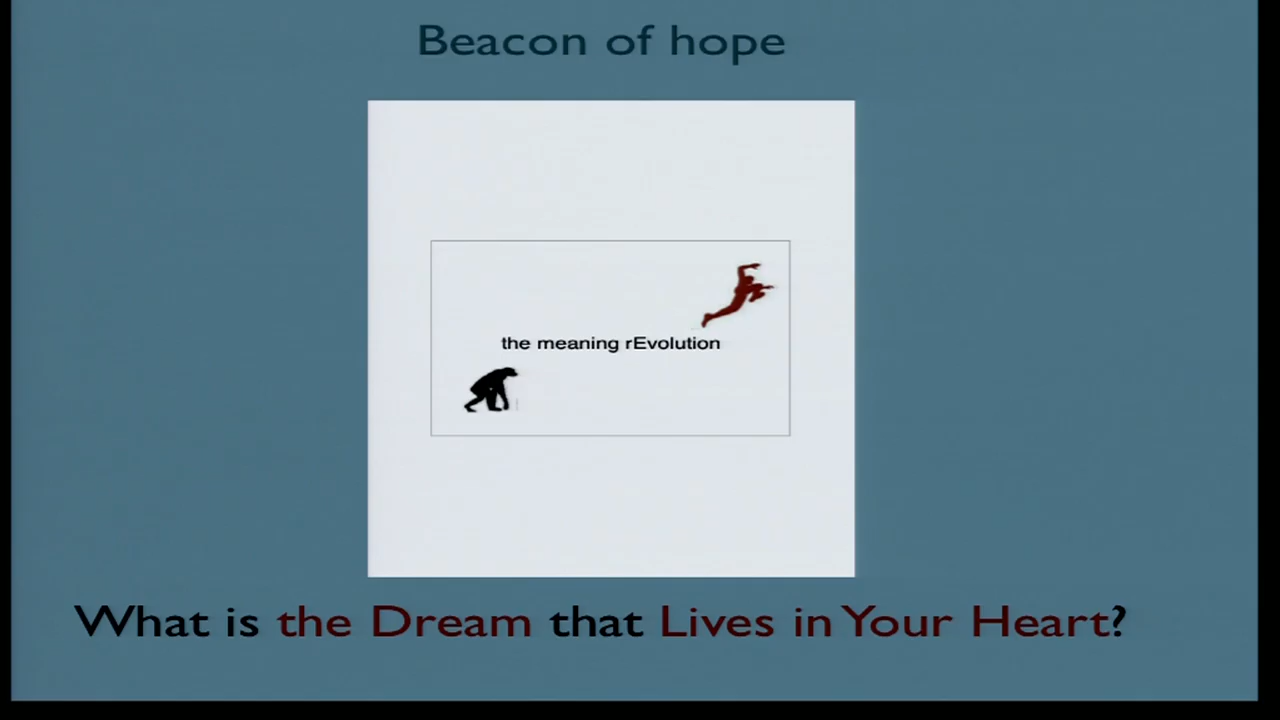 Beacon of hope
the meaning rEvolution
What is the Dream that Lives in Your Heart?